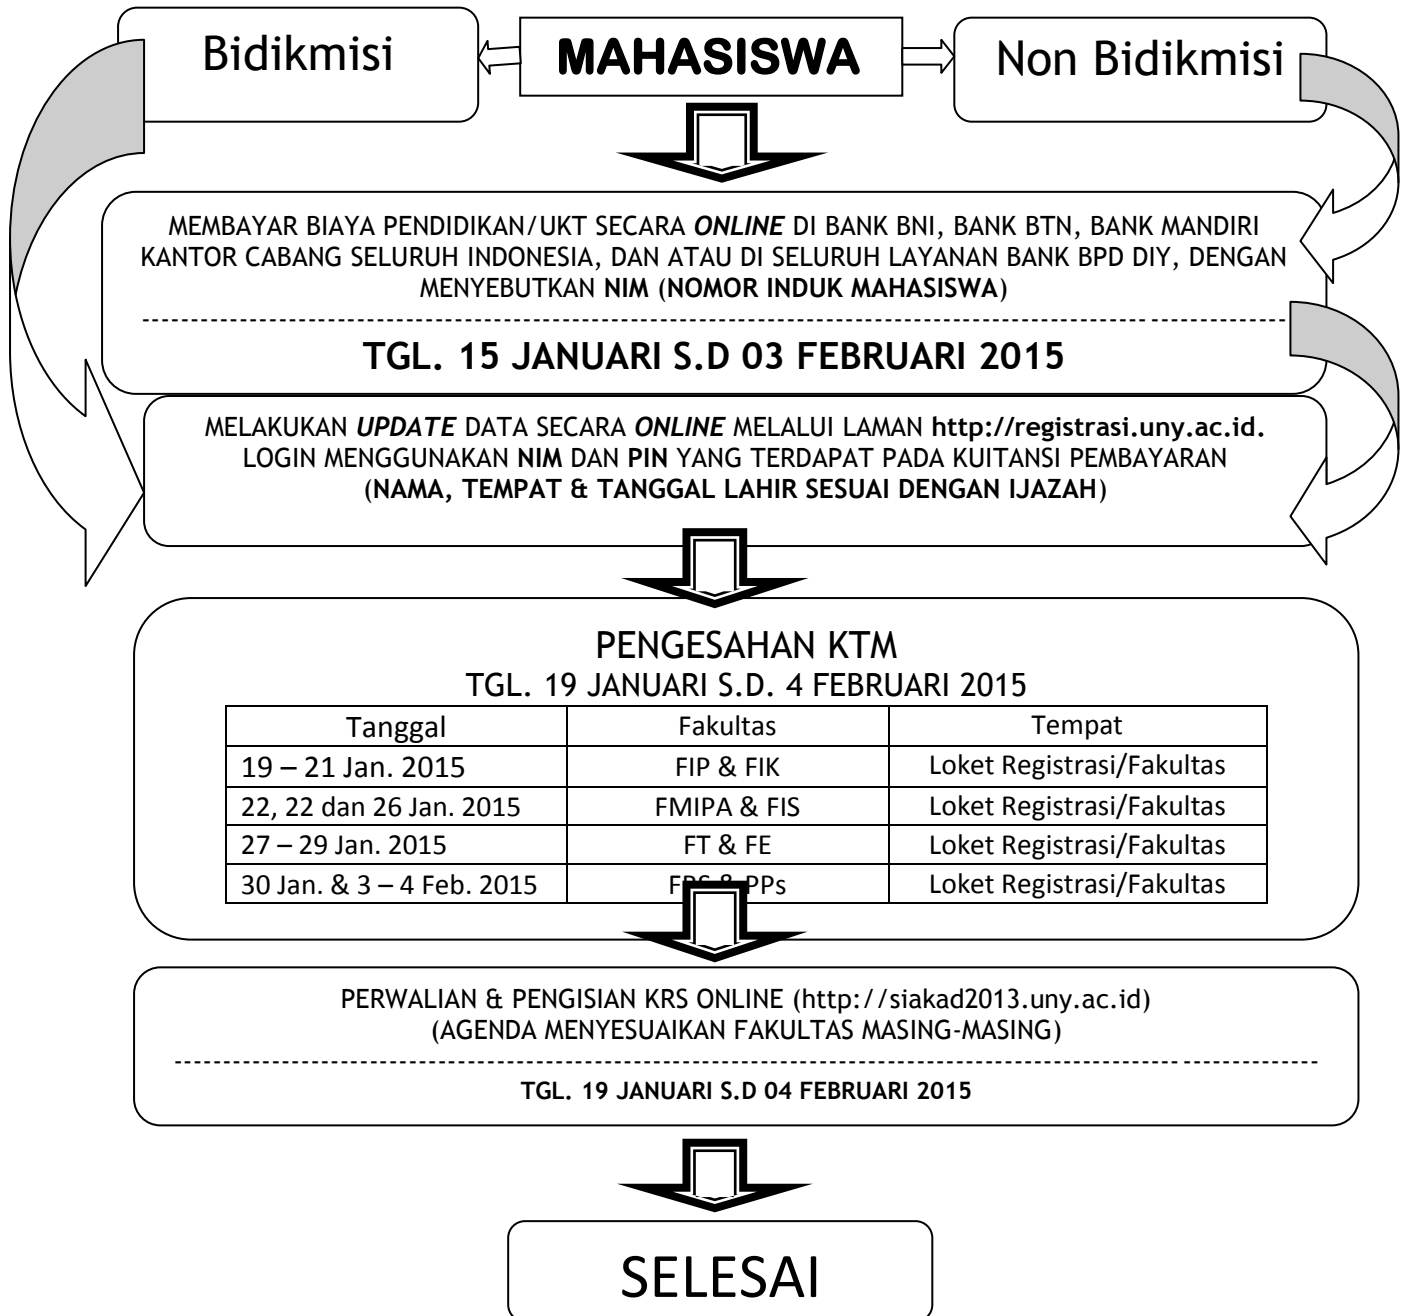 Bidikmisi
MAHASISWA
Non Bidikmisi
MEMBAYAR BIAYA PENDIDIKAN/UKT SECARA ONLINE DI BANK BNI, BANK BTN, BANK MANDIRI
KANTOR CABANG SELURUH INDONESIA, DAN ATAU DI SELURUH LAYANAN BANK BPD DIY, DENGAN
MENYEBUTKAN NIM (NOMOR INDUK MAHASISWA)
TGL. 15 JANUARI S.D 03 FEBRUARI 2015
MELAKUKAN UPDATE DATA SECARA ONLINE MELALUI LAMAN http://registrasi.uny.ac.id.
LOGIN MENGGUNAKAN NIM DAN PIN YANG TERDAPAT PADA KUITANSI PEMBAYARAN
(NAMA, TEMPAT & TANGGAL LAHIR SESUAI DENGAN IJAZAH)
PENGESAHAN KTM
TGL. 19 JANUARI S.D. 4 FEBRUARI 2015
Tanggal Fakultas Tempat
19 – 21 Jan. 2015 FIP & FIK Loket Registrasi/Fakultas
22, 22 dan 26 Jan. 2015 FMIPA & FIS Loket Registrasi/Fakultas
27 – 29 Jan. 2015 FT & FE Loket Registrasi/Fakultas
30 Jan. & 3 – 4 Feb. 2015 & PPs Loket Registrasi/Fakultas
PERWALIAN & PENGISIAN KRS ONLINE (http://siakad2013.uny.ac.id)
(AGENDA MENYESUAIKAN FAKULTAS MASING-MASING)
TGL. 19 JANUARI S.D 04 FEBRUARI 2015
SELESAI